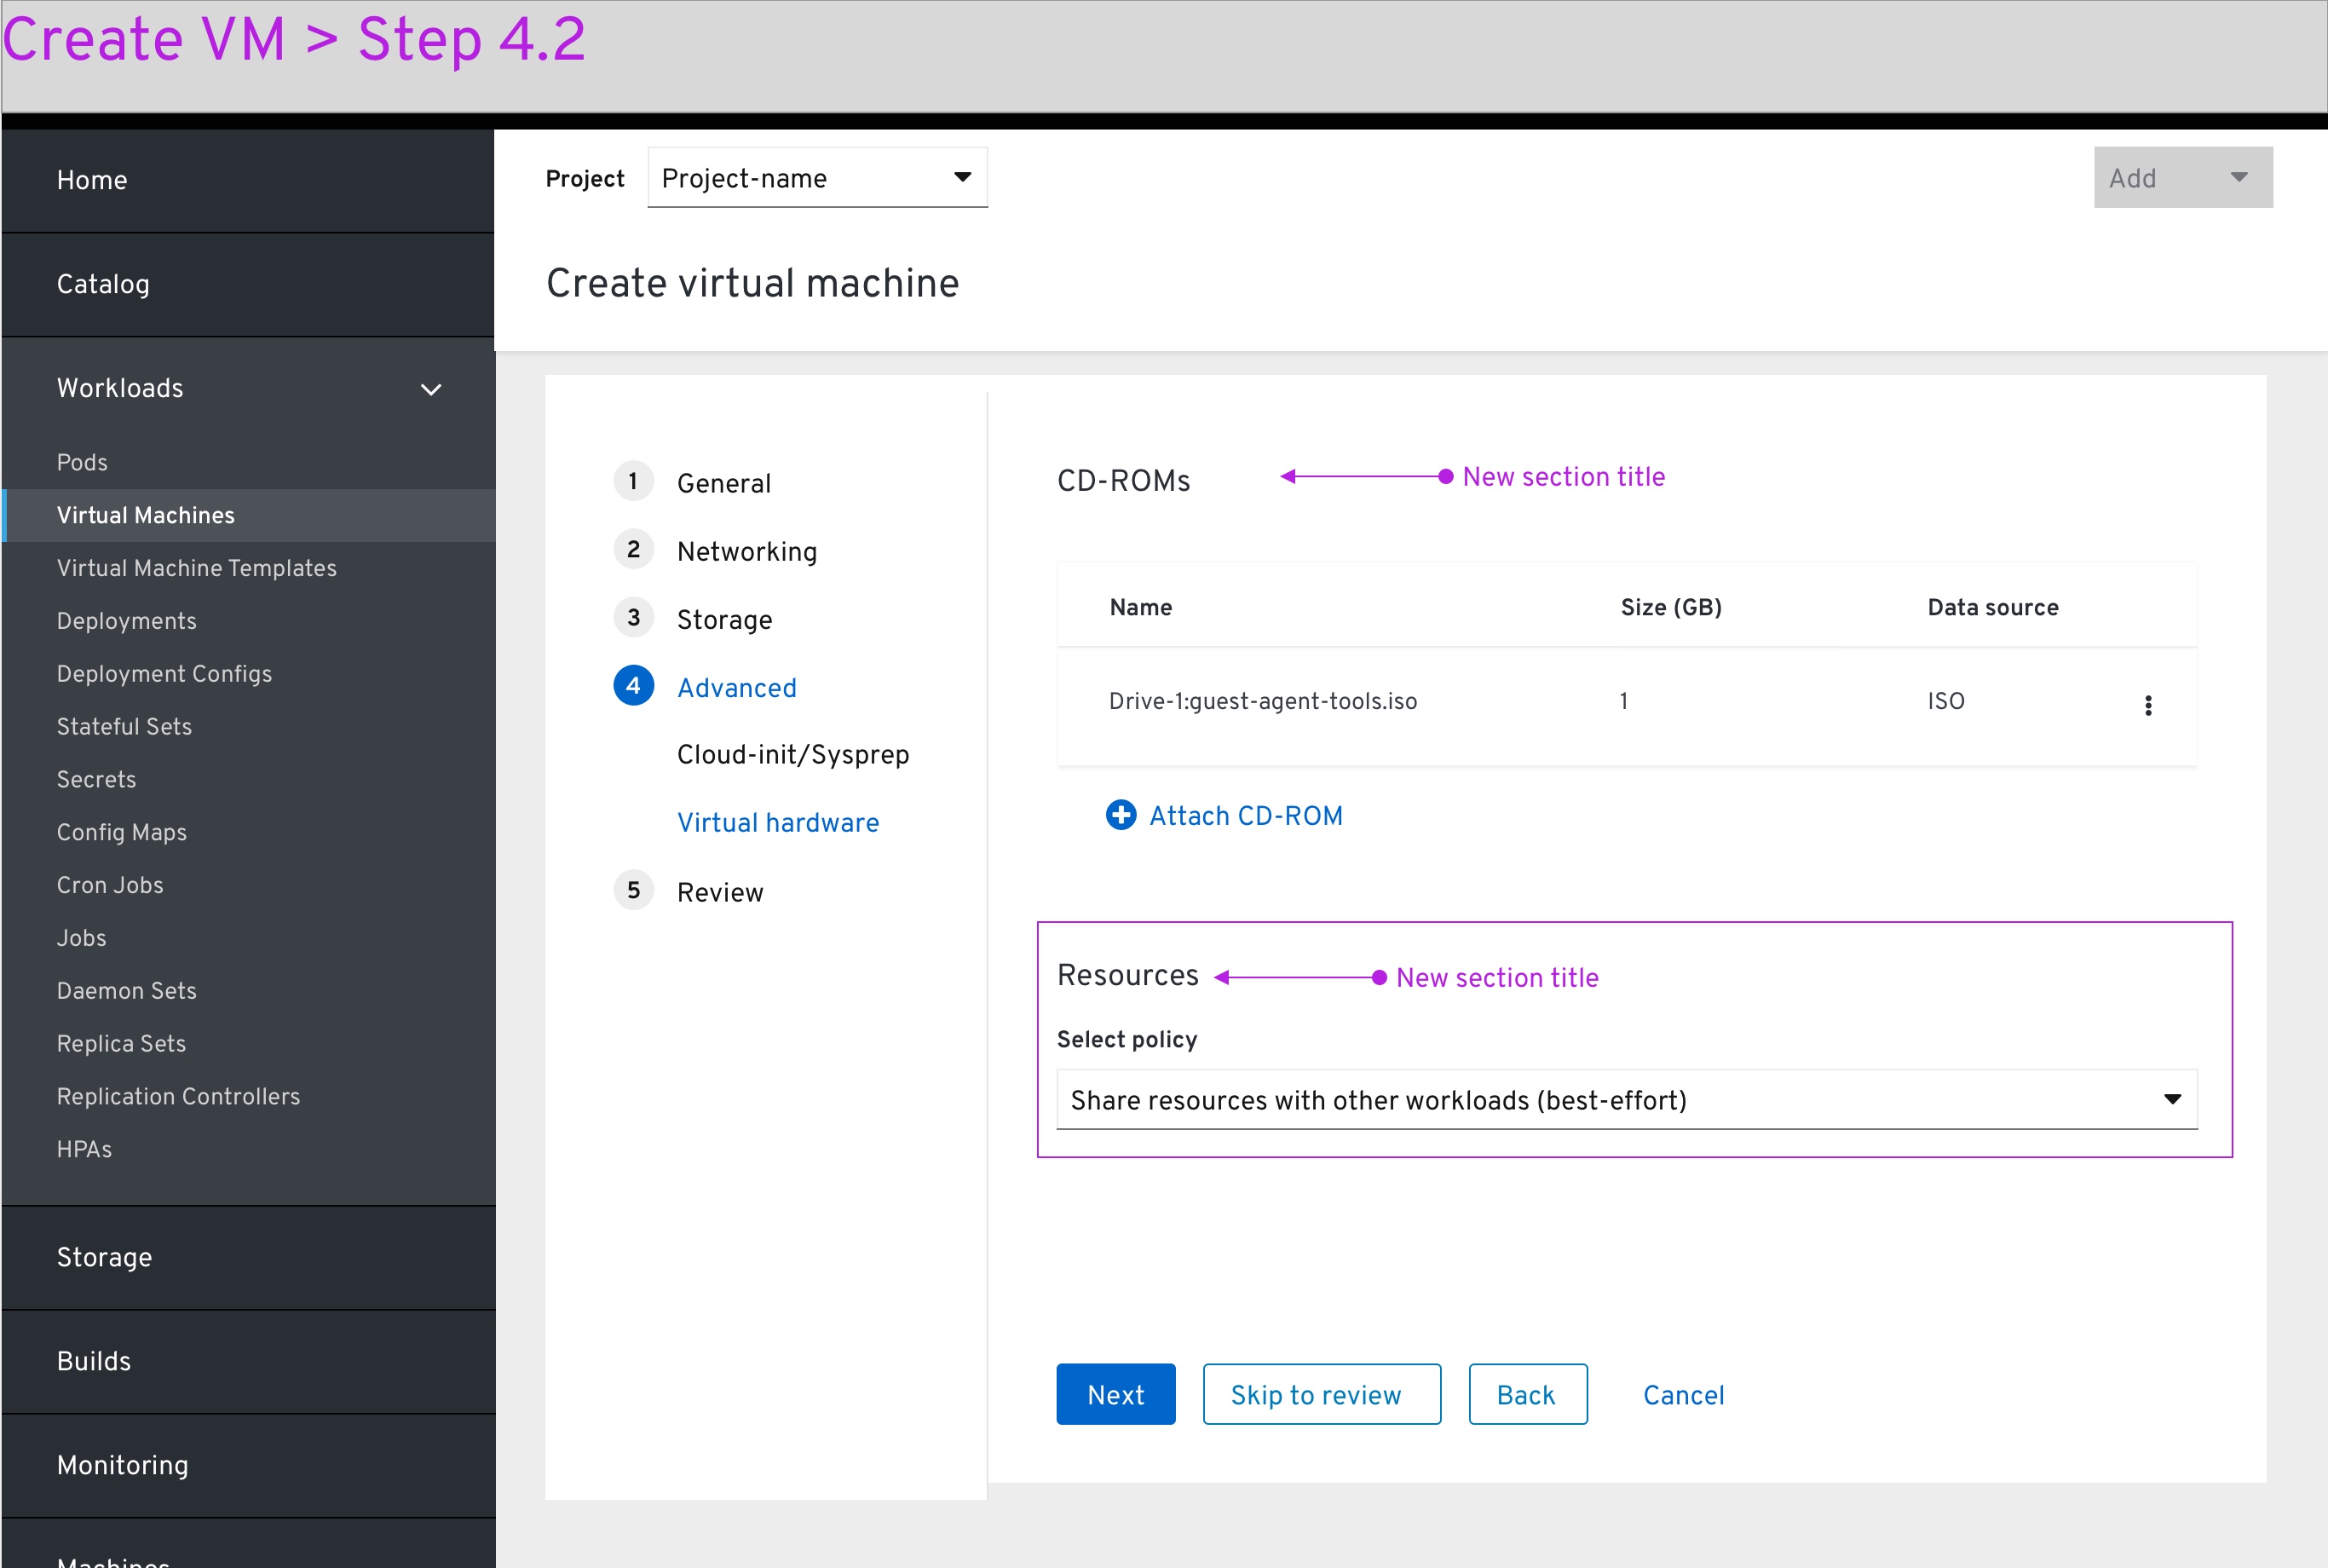 Create VM > Step 4.2
Home
Catalog
Workloads
Pods
Virtual Machines
Virtual Machine Templates
Deployments
Deployment Configs
Stateful Sets
Secrets
Config Maps
Cron Jobs
Jobs
Daemon Sets
Replica Sets
Replication Controllers
HPAs
Storage
Builds
Monitoring
Machines
Project Project-name Add
Create virtual machine
1 General
2 Networking
3 Storage
4 Advanced
Cloud-init/Sysprep
Virtual hardware
5 Review
CD-ROMs New section title
Name Size (GB) Data source
Drive-1:guest-agent-tools.iso 1 ISO
Attach CD-ROM
Resources New section title
Select policy
Share resources with other workloads (best-effort)
Next Skip to review Back Cancel